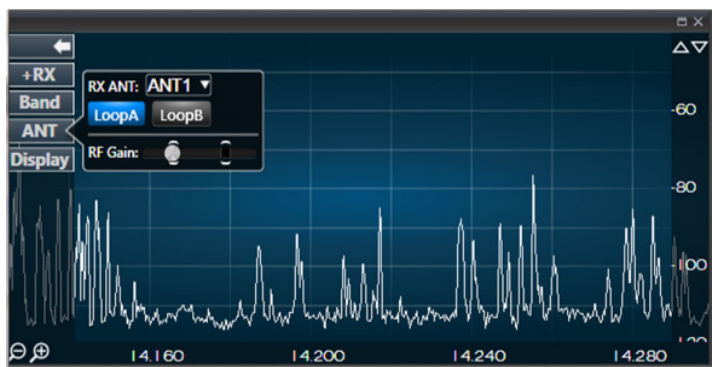 +RX
Band
ANT
Display
RX ANT: ANT1
LoopA LoopB
RF Gain:
-60
-80
-100
14.160 14.200 14.240 14.280